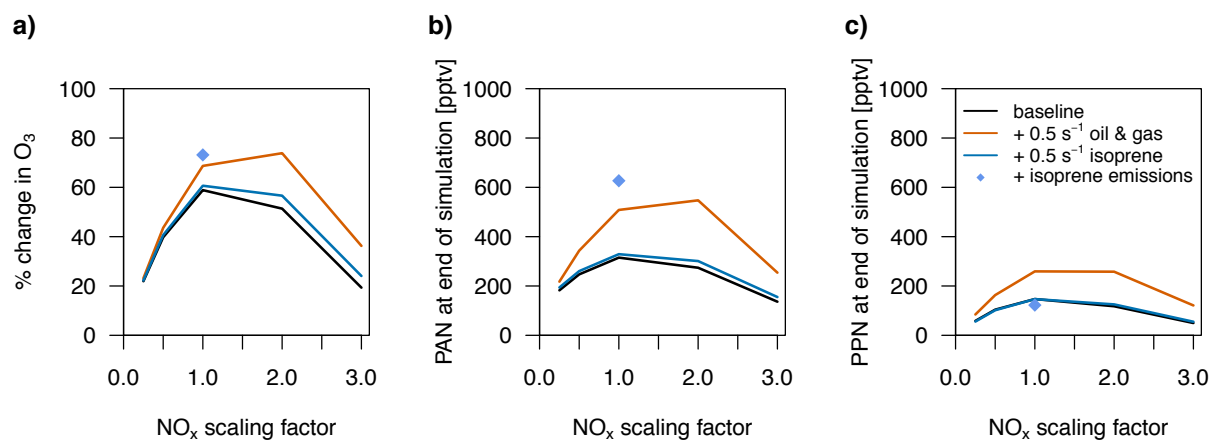 a)
% change in O₃
100
80
60
40
20
0
0.0 1.0 2.0 3.0
NOₓ scaling factor
b)
PAN at end of simulation [pptv]
1000
800
600
400
200
0
0.0 1.0 2.0 3.0
NOₓ scaling factor
c)
PPN at end of simulation [pptv]
1000
800
600
400
200
0
0.0 1.0 2.0 3.0
NOₓ scaling factor
baseline
+ 0.5 s⁻¹ oil & gas
+ 0.5 s⁻¹ isoprene
+ isoprene emissions